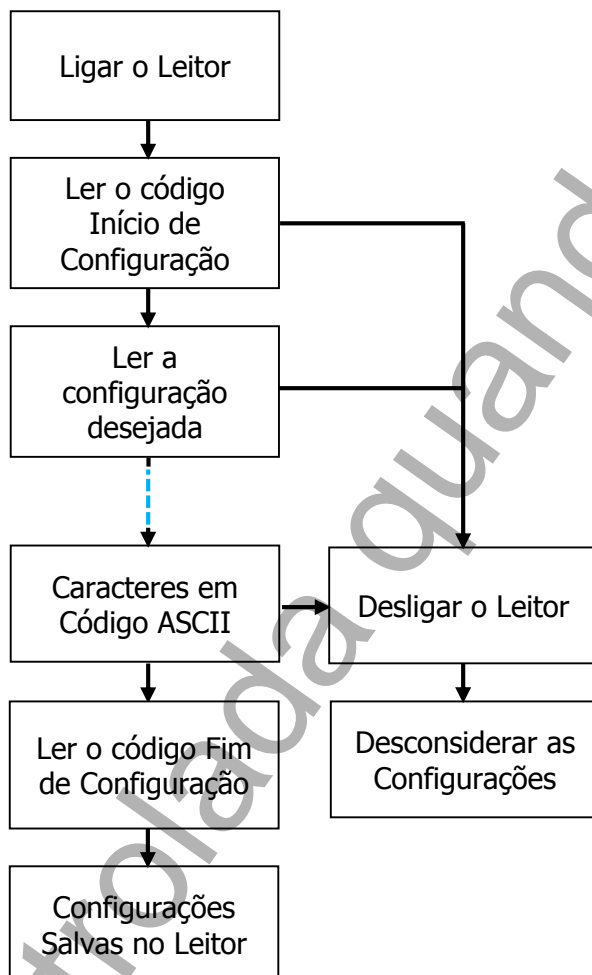 Ligar o Leitor
Ler o código
Início de
Configuração
Ler a
configuração
desejada
Caracteres em
Código ASCII
Desligar o Leitor
Ler o código Fim
de Configuração
Desconsiderar as
Configurações
Configurações
Salvas no Leitor